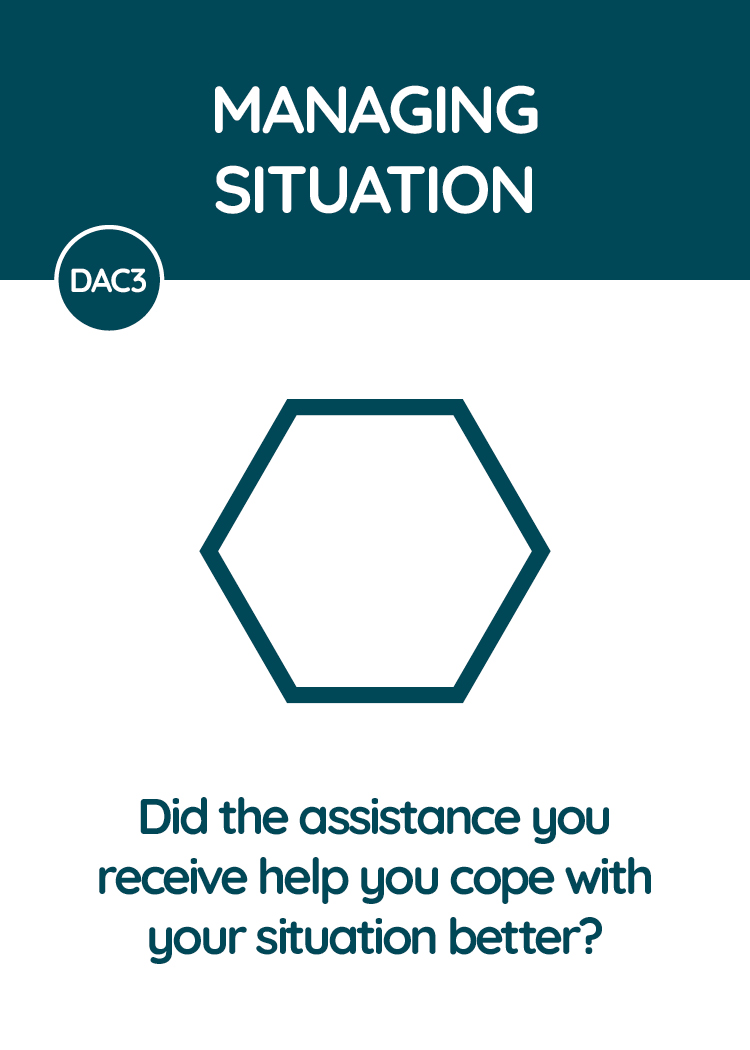 MANAGING
SITUATION
DAC3
Did the assistance you
receive help you cope with
your situation better?